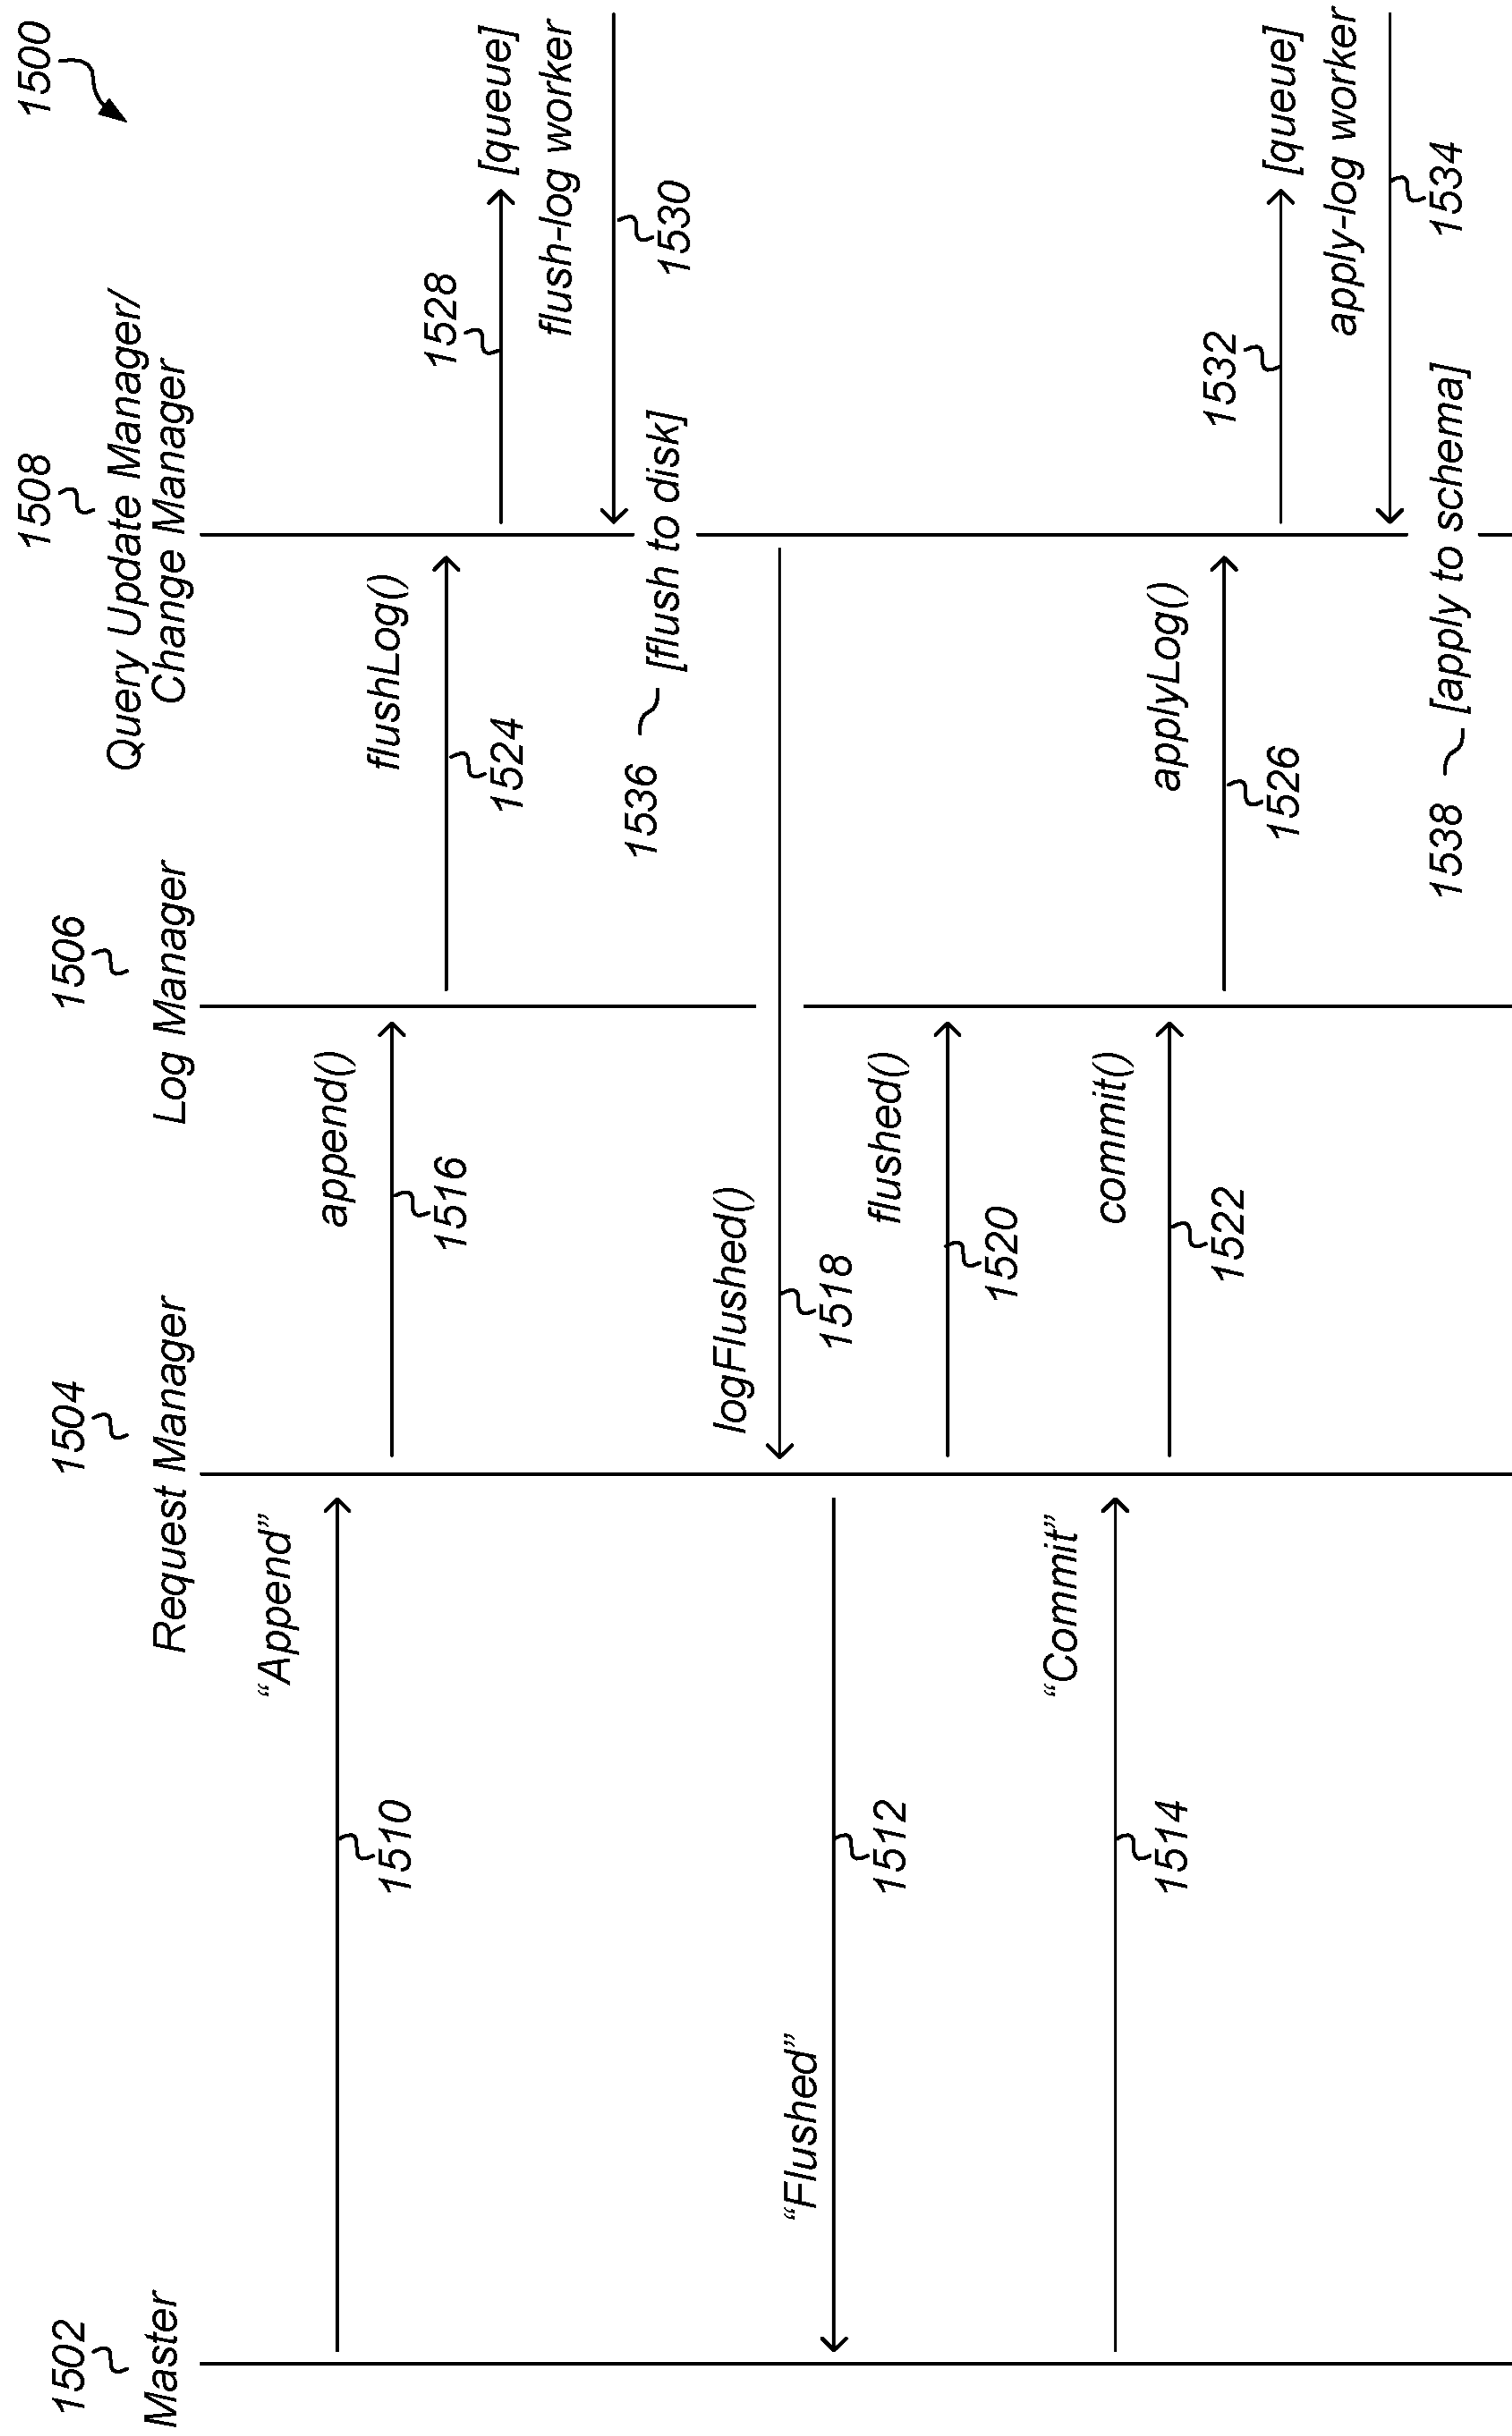 1500
1502
Master
1504
Request Manager
1506
Log Manager
1508
Query Update Manager/
Change Manager
“Append”
1510
append()
1516
flushLog()
1524
1528
[queue]
flush-log worker
1530
1536
[flush to disk]
logFlushed()
1518
“Flushed”
1512
flushed()
1520
“Commit”
1514
commit()
1522
applyLog()
1526
1532
[queue]
apply-log worker
1534
1538
[apply to schema]